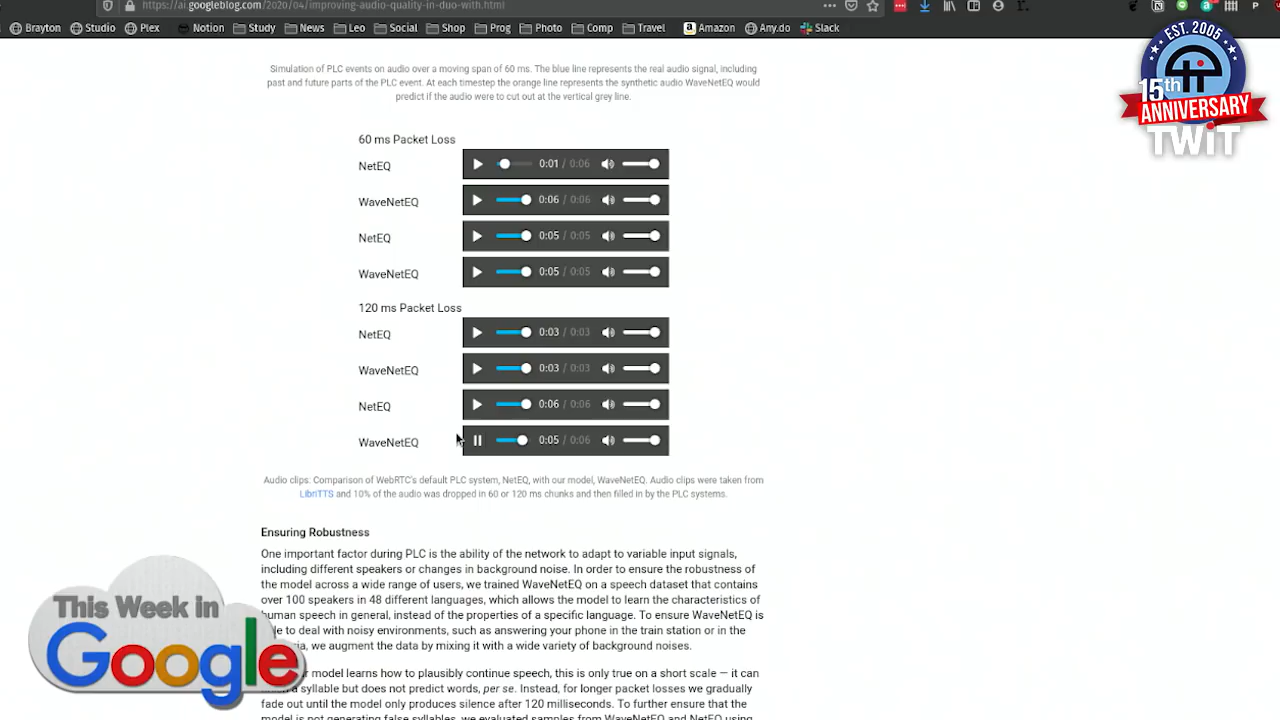 https://ai.googleblog.com/2020/04/improving-audio-quality-in-duo-with.html
Brayton Studio Plex Notion Study News Leo Social Shop Prog Photo Comp Travel Amazon Any.do Slack
EST. 2005
15th
ANNIVERSARY
TWiT
Simulation of PLC events on audio over a moving span of 60 ms. The blue line represents the real audio signal, including
past and future parts of the PLC event. At each timestep the orange line represents the synthetic audio WaveNetEQ would
predict if the audio were to cut out at the vertical grey line.
60 ms Packet Loss
NetEQ 0:01 / 0:06
WaveNetEQ 0:06 / 0:06
NetEQ 0:05 / 0:05
WaveNetEQ 0:05 / 0:05
120 ms Packet Loss
NetEQ 0:03 / 0:03
WaveNetEQ 0:03 / 0:03
NetEQ 0:06 / 0:06
WaveNetEQ 0:05 / 0:06
Audio clips: Comparison of WebRTC's default PLC system, NetEQ, with our model, WaveNetEQ. Audio clips were taken from
LibriTTS and 10% of the audio was dropped in 60 or 120 ms chunks and then filled in by the PLC systems.
Ensuring Robustness
One important factor during PLC is the ability of the network to adapt to variable input signals,
including different speakers or changes in background noise. In order to ensure the robustness of
the model across a wide range of users, we trained WaveNetEQ on a speech dataset that contains
over 100 speakers in 48 different languages, which allows the model to learn the characteristics of
human speech in general, instead of the properties of a specific language. To ensure WaveNetEQ is
to deal with noisy environments, such as answering your phone in the train station or in the
we augment the data by mixing it with a wide variety of background noises.
model learns how to plausibly continue speech, this is only true on a short scale — it can
a syllable but does not predict words, per se. Instead, for longer packet losses we gradually
fade out until the model only produces silence after 120 milliseconds. To further ensure that the
model is not generating false syllables, we evaluated samples from WaveNetEQ and NetEQ using
This Week in
Google